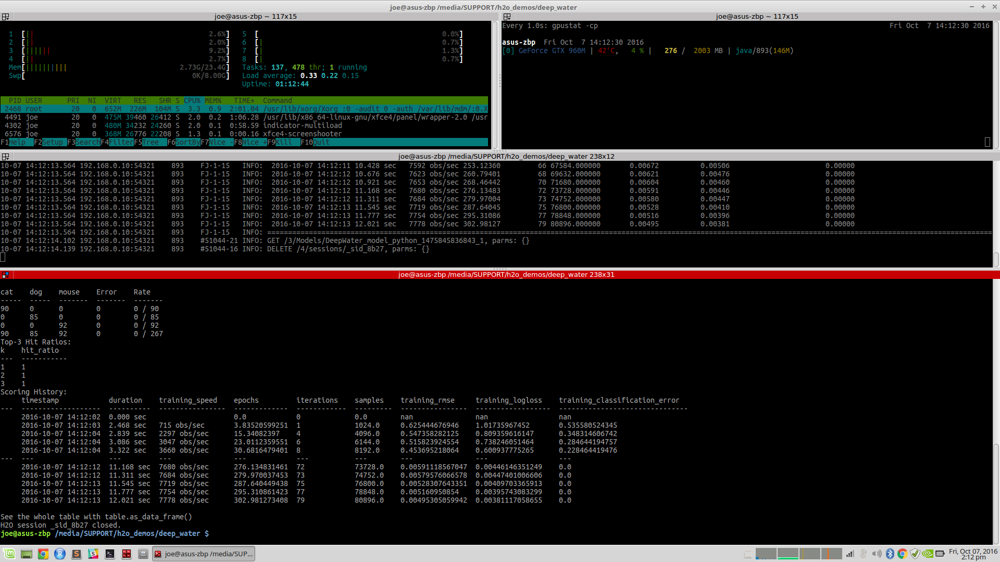 joe@asus-zbp /media/SUPPORT/h2o_demos/deep_water
joe@asus-zbp ~ 117x15
1 [|| 2.6%] 5 [ 0.0%]
2 [|| 2.0%] 6 [| 0.7%]
3 [|||||| 9.2%] 7 [| 1.3%]
4 [|| 2.7%] 8 [| 0.7%]
Mem[|||||||||| 2.73G/23.4G] Tasks: 137, 478 thr; 1 running
Swp[ 0K/8.00G] Load average: 0.33 0.22 0.15
Uptime: 01:12:44
PID USER PRI NI VIRT RES SHR S CPU% MEM% TIME+ Command
2468 root 20 0 652M 226M 104M S 3.3 0.9 2:01.04 /usr/lib/xorg/Xorg :0 -audit 0 -auth /var/lib/mdm/:0.X
4491 joe 20 0 475M 39460 26412 S 2.0 0.2 1:06.28 /usr/lib/x86_64-linux-gnu/xfce4/panel/wrapper-2.0 /usr
4302 joe 20 0 480M 34232 24260 S 2.0 0.1 0:58.59 indicator-multiload
6576 joe 20 0 368M 26776 22208 S 1.3 0.1 0:00.16 xfce4-screenshooter
F1Help F2Setup F3SearchF4FilterF5Tree F6SortByF7Nice -F8Nice +F9Kill F10Quit
joe@asus-zbp ~ 117x15
Every 1.0s: gpustat -cp Fri Oct 7 14:12:30 2016
asus-zbp Fri Oct 7 14:12:30 2016
[0] GeForce GTX 960M | 42'C, 4 % | 276 / 2003 MB | java/893(146M)
joe@asus-zbp /media/SUPPORT/h2o_demos/deep_water 238x12
10-07 14:12:13.564 192.168.0.10:54321 893 FJ-1-15 INFO: 2016-10-07 14:12:11 10.428 sec 7592 obs/sec 253.12360 66 67584.000000 0.00672 0.00506 0.00000
10-07 14:12:13.564 192.168.0.10:54321 893 FJ-1-15 INFO: 2016-10-07 14:12:12 10.676 sec 7623 obs/sec 260.79401 68 69632.000000 0.00621 0.00476 0.00000
10-07 14:12:13.564 192.168.0.10:54321 893 FJ-1-15 INFO: 2016-10-07 14:12:12 10.921 sec 7653 obs/sec 268.46442 70 71680.000000 0.00604 0.00460 0.00000
10-07 14:12:13.564 192.168.0.10:54321 893 FJ-1-15 INFO: 2016-10-07 14:12:12 11.168 sec 7680 obs/sec 276.13483 72 73728.000000 0.00591 0.00446 0.00000
10-07 14:12:13.564 192.168.0.10:54321 893 FJ-1-15 INFO: 2016-10-07 14:12:12 11.311 sec 7684 obs/sec 279.97004 73 74752.000000 0.00580 0.00447 0.00000
10-07 14:12:13.564 192.168.0.10:54321 893 FJ-1-15 INFO: 2016-10-07 14:12:13 11.545 sec 7719 obs/sec 287.64045 75 76800.000000 0.00528 0.00410 0.00000
10-07 14:12:13.564 192.168.0.10:54321 893 FJ-1-15 INFO: 2016-10-07 14:12:13 11.777 sec 7754 obs/sec 295.31086 77 78848.000000 0.00516 0.00396 0.00000
10-07 14:12:13.564 192.168.0.10:54321 893 FJ-1-15 INFO: 2016-10-07 14:12:13 12.021 sec 7778 obs/sec 302.98127 79 80896.000000 0.00495 0.00381 0.00000
10-07 14:12:13.564 192.168.0.10:54321 893 FJ-1-15 INFO: ==========
10-07 14:12:14.102 192.168.0.10:54321 893 #51044-21 INFO: GET /3/Models/DeepWater_model_python_1475845836843_1, parms: {}
10-07 14:12:14.139 192.168.0.10:54321 893 #51044-16 INFO: DELETE /4/sessions/_sid_8b27, parms: {}
joe@asus-zbp /media/SUPPORT/h2o_demos/deep_water 238x31
cat dog mouse Error Rate
----- ----- ------- ------- -------
90 0 0 0 0 / 90
0 85 0 0 0 / 85
0 0 92 0 0 / 92
90 85 92 0 0 / 267
Top-3 Hit Ratios:
k hit_ratio
--- -----------
1 1
2 1
3 1
Scoring History:
timestamp duration training_speed epochs iterations samples training_rmse training_logloss training_classification_error
--- ------------------- ---------- ---------------- ------------- ------------ --------- ---------------- ------------------ -------------------------------
2016-10-07 14:12:02 0.000 sec 0.0 0 0.0 nan nan nan
2016-10-07 14:12:03 2.468 sec 715 obs/sec 3.83520599251 1 1024.0 0.625444676946 1.01735967452 0.535580524345
2016-10-07 14:12:04 2.839 sec 2297 obs/sec 15.34082397 4 4096.0 0.547358282125 0.809359616147 0.348314606742
2016-10-07 14:12:04 3.086 sec 3047 obs/sec 23.0112359551 6 6144.0 0.515823924554 0.738246051464 0.284644194757
2016-10-07 14:12:04 3.322 sec 3660 obs/sec 30.6816479401 8 8192.0 0.453695218064 0.600937775265 0.228464419476
--- --- --- --- --- --- --- --- --- ---
2016-10-07 14:12:12 11.168 sec 7680 obs/sec 276.134831461 72 73728.0 0.00591118567047 0.00446146351249 0.0
2016-10-07 14:12:12 11.311 sec 7684 obs/sec 279.970037453 73 74752.0 0.00579576066578 0.00447401006606 0.0
2016-10-07 14:12:13 11.545 sec 7719 obs/sec 287.640449438 75 76800.0 0.00528307643351 0.00409703365913 0.0
2016-10-07 14:12:13 11.777 sec 7754 obs/sec 295.310861423 77 78848.0 0.005160950854 0.00395743083299 0.0
2016-10-07 14:12:13 12.021 sec 7778 obs/sec 302.981273408 79 80896.0 0.00495305059942 0.00381117058655 0.0
See the whole table with table.as_data_frame()
H2O session _sid_8b27 closed.
joe@asus-zbp /media/SUPPORT/h2o_demos/deep_water $
joe@asus-zbp /media/SUP...
Fri, Oct 07, 2016
2:12 pm